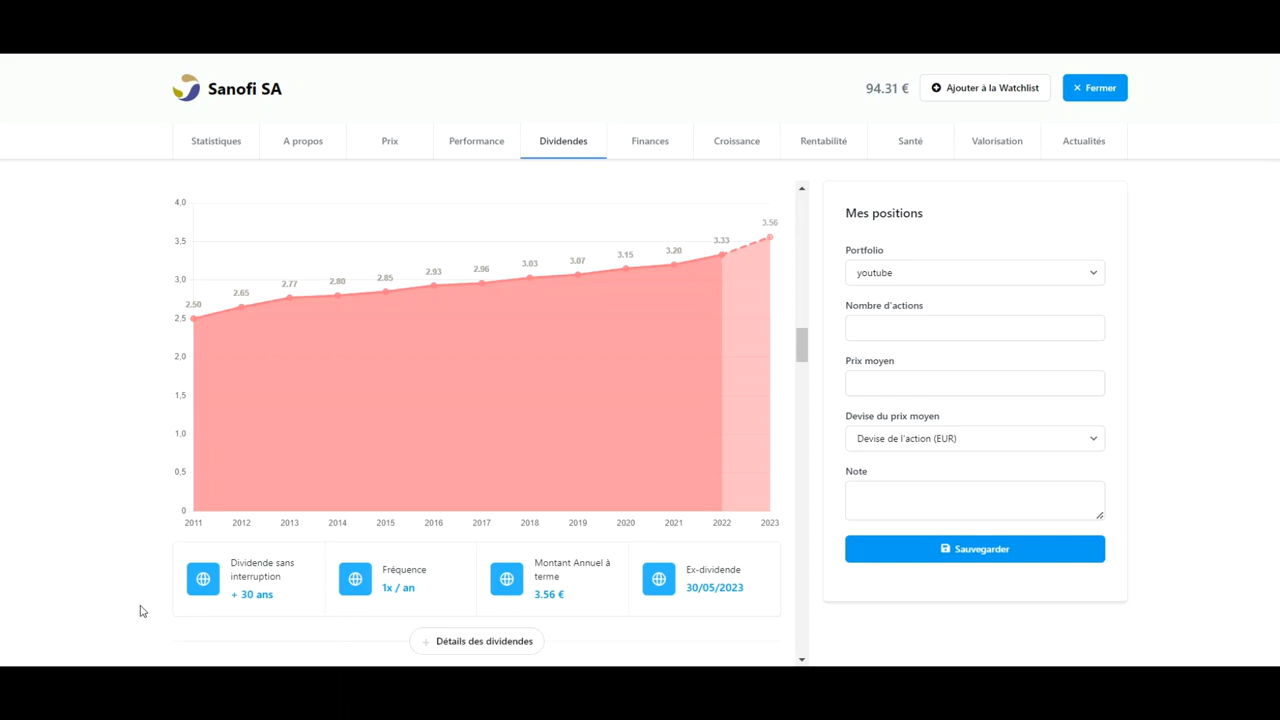 Sanofi SA
94.31 €
Ajouter à la Watchlist
Fermer
Statistiques
A propos
Prix
Performance
Dividendes
Finances
Croissance
Rentabilité
Santé
Valorisation
Actualités
4,0
3,5
3,0
2,5
2,0
1,5
1,0
0,5
0
2.50
2.65
2.77
2.80
2.85
2.93
2.96
3.03
3.07
3.15
3.20
3.33
3.56
2011
2012
2013
2014
2015
2016
2017
2018
2019
2020
2021
2022
2023
Dividende sans
interruption
+ 30 ans
Fréquence
1x / an
Montant Annuel à
terme
3.56 €
Ex-dividende
30/05/2023
+ Détails des dividendes
Mes positions
Portfolio
youtube
Nombre d'actions
Prix moyen
Devise du prix moyen
Devise de l'action (EUR)
Note
Sauvegarder